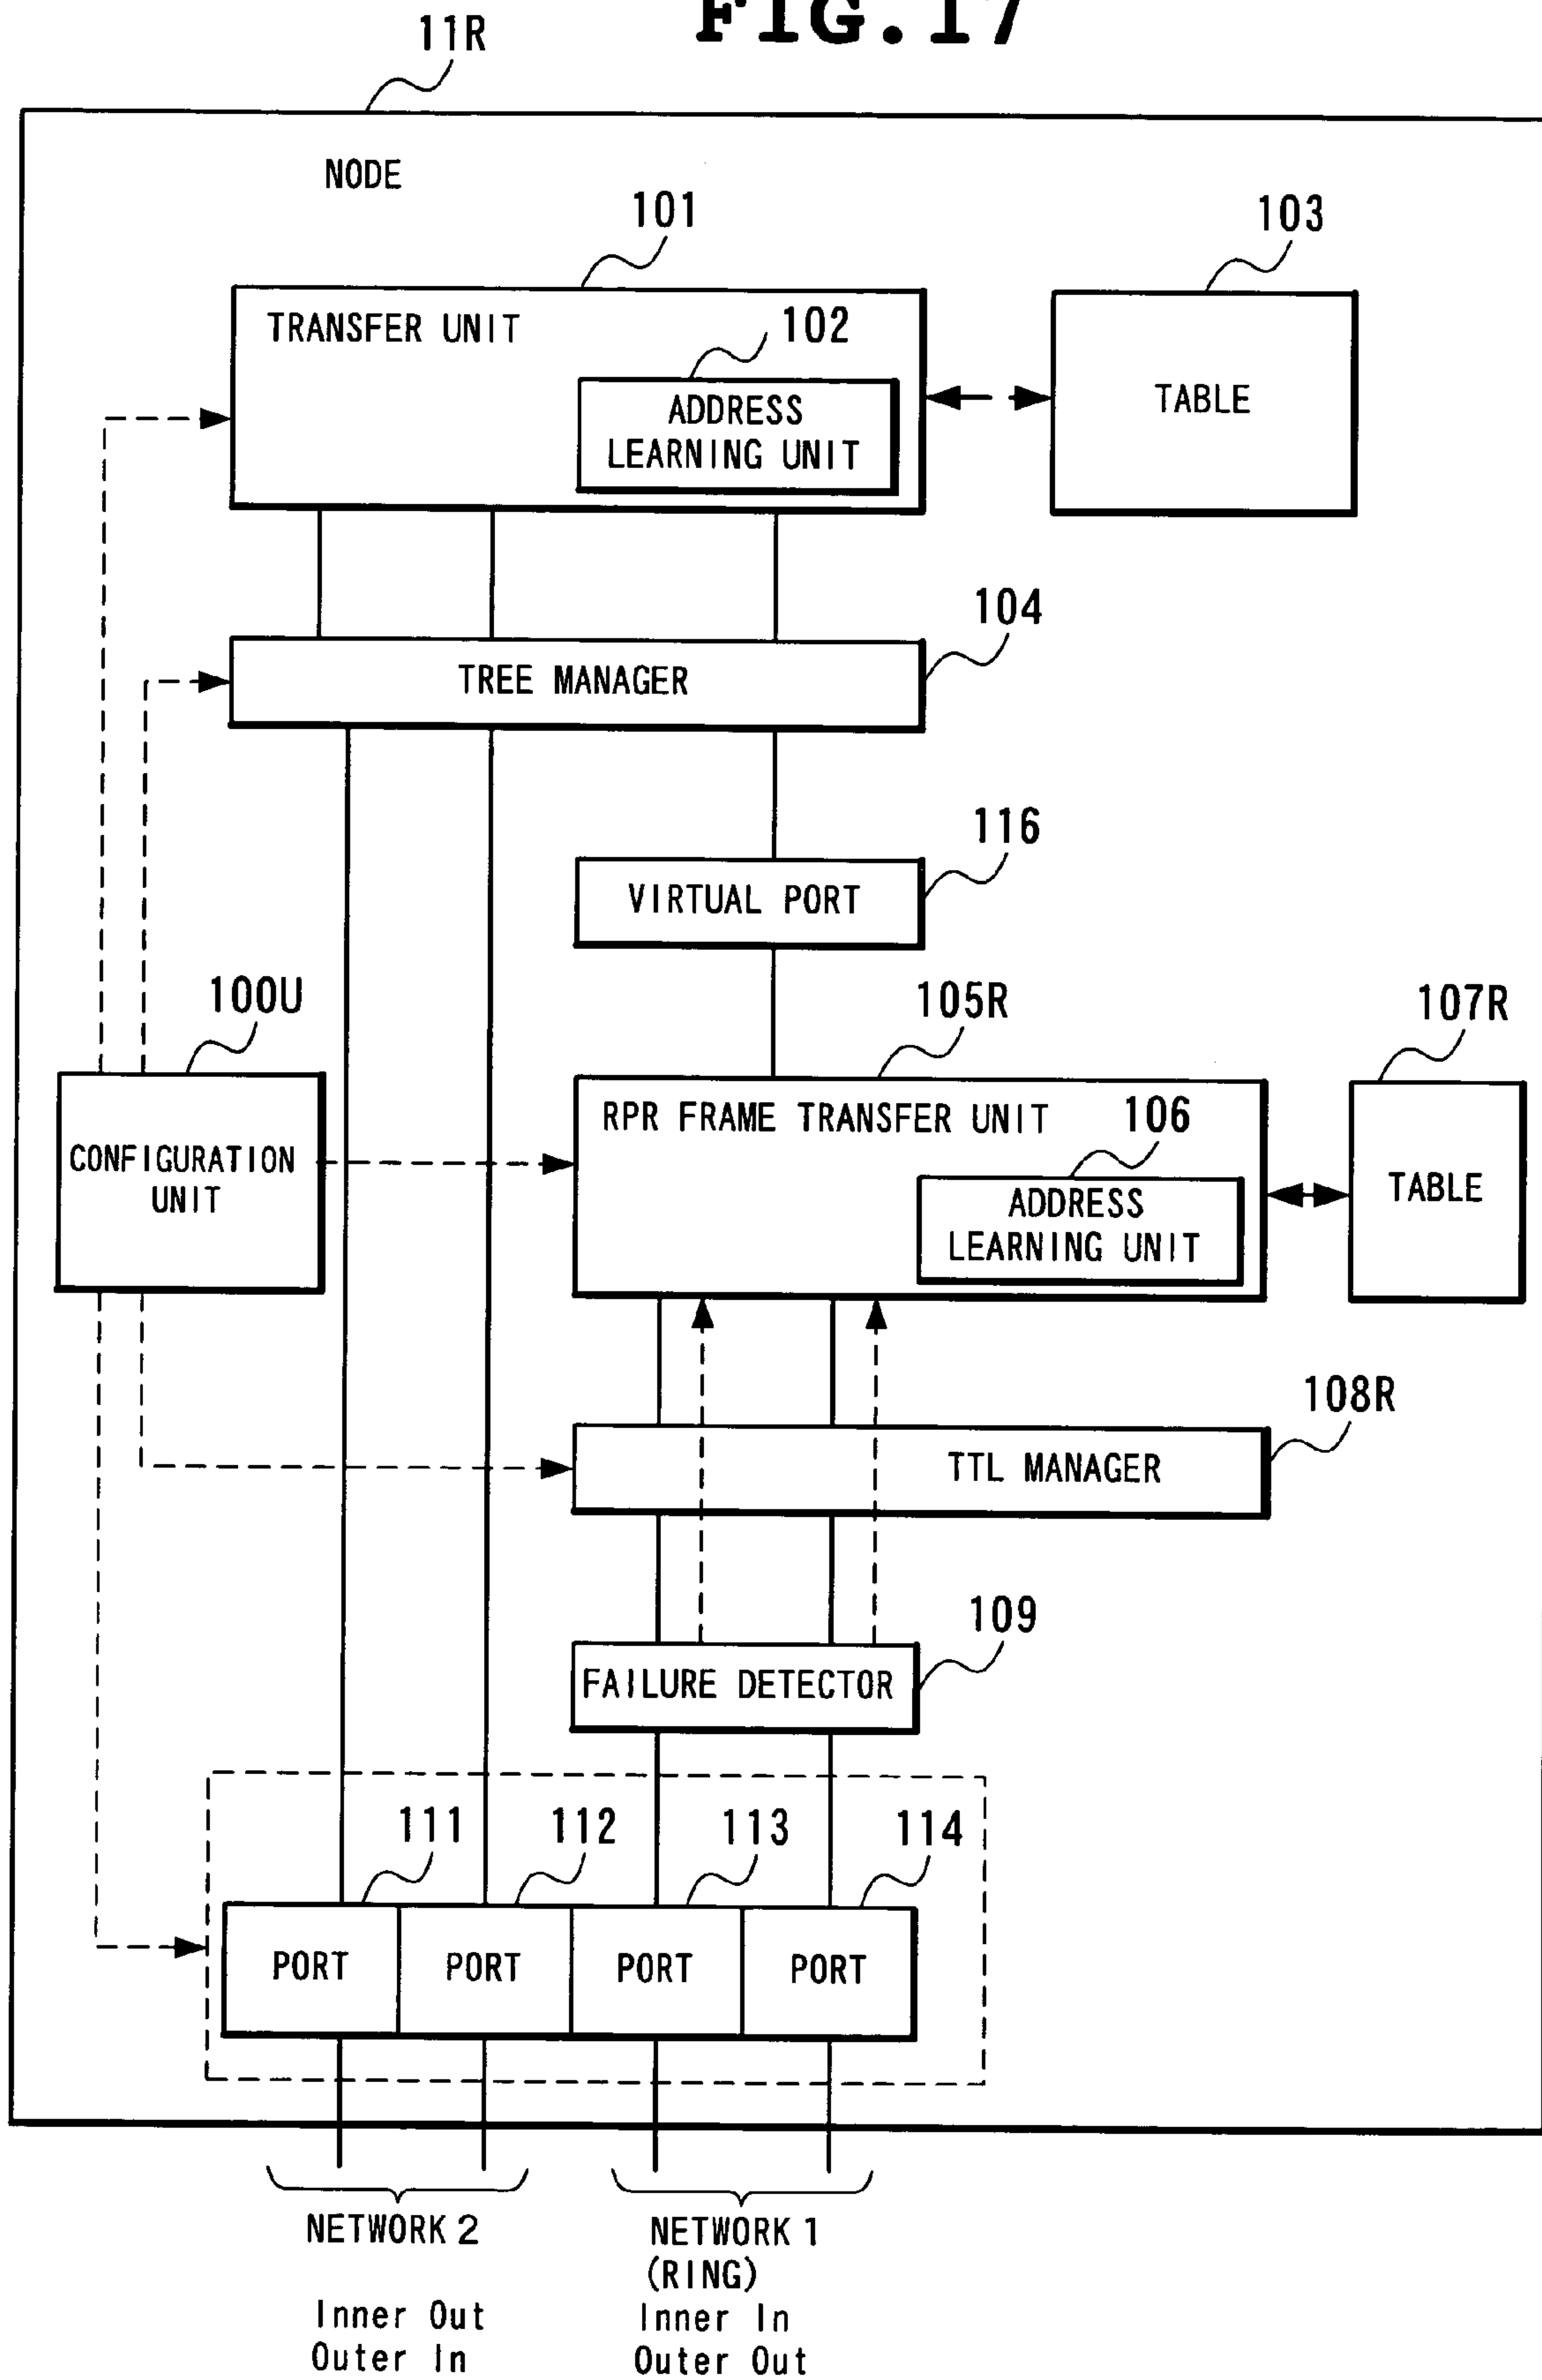 FIG.17
11R
NODE
101
103
TRANSFER UNIT
102
ADDRESS
LEARNING UNIT
TABLE
104
TREE MANAGER
116
VIRTUAL PORT
100U
105R
107R
CONFIGURATION
UNIT
RPR FRAME TRANSFER UNIT
106
ADDRESS
LEARNING UNIT
TABLE
108R
TTL MANAGER
109
FAILURE DETECTOR
111
112
113
114
PORT
PORT
PORT
PORT
NETWORK 2
NETWORK 1
(RING)
Inner Out
Outer In
Inner In
Outer Out